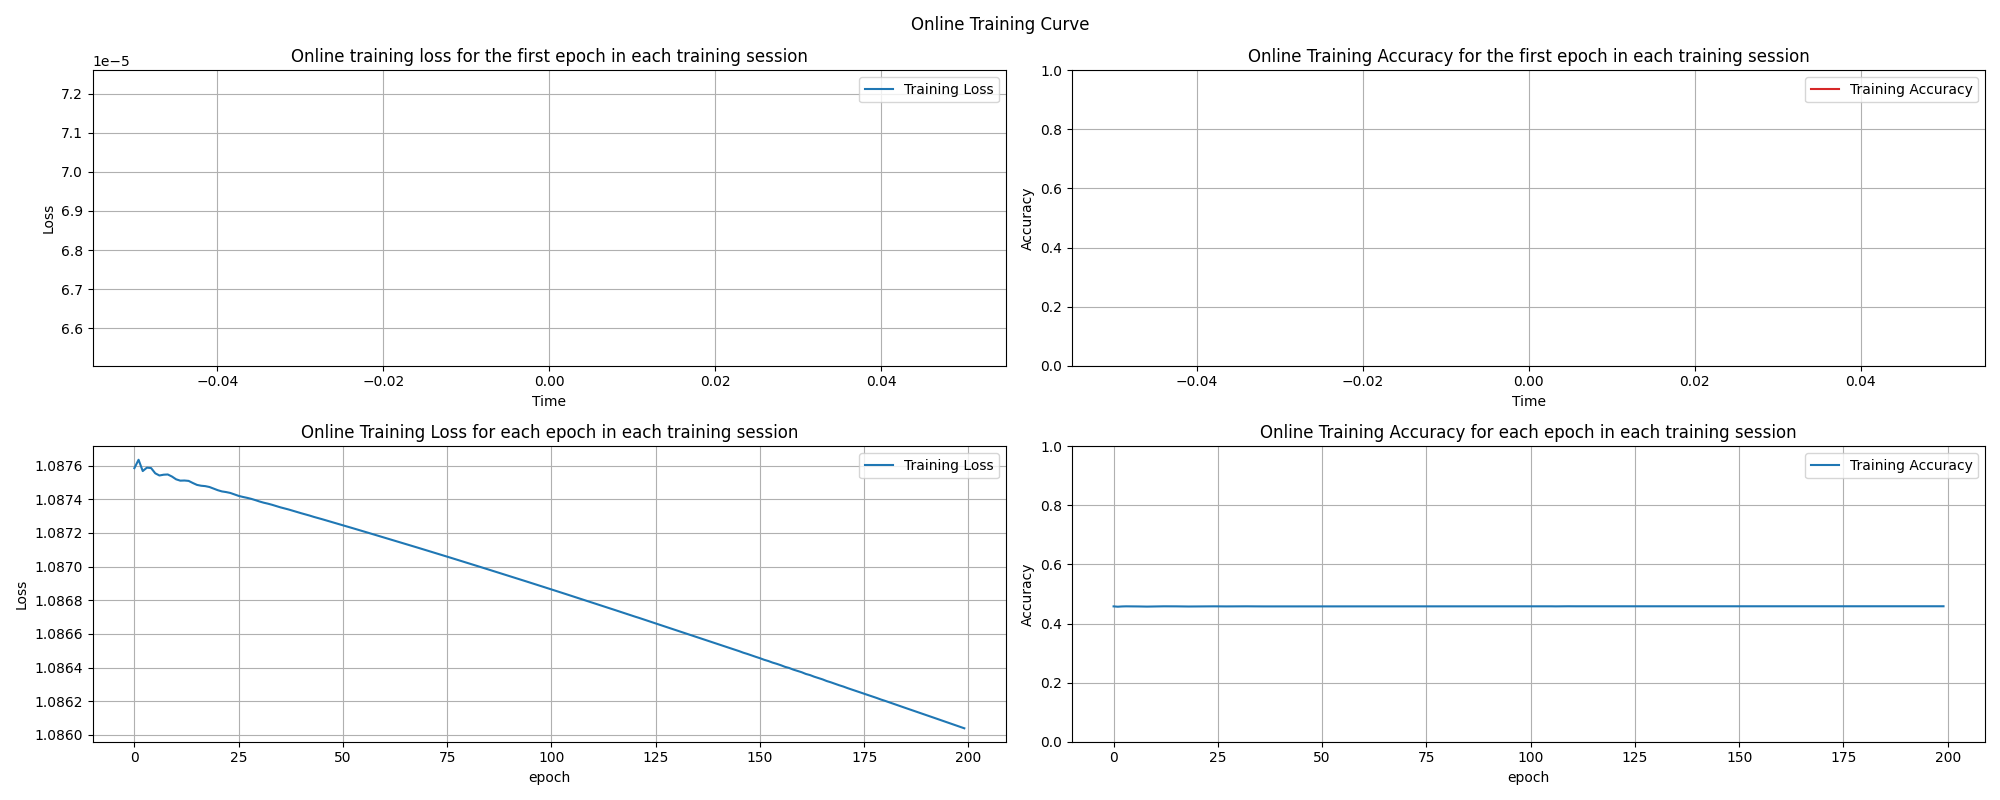 Online Training Curve
Online training loss for the first epoch in each training session
1e−5
7.2
7.1
7.0
6.9
6.8
6.7
6.6
Loss
−0.04 −0.02 0.00 0.02 0.04
Time
Training Loss
Online Training Accuracy for the first epoch in each training session
1.0
0.8
0.6
0.4
0.2
0.0
Accuracy
−0.04 −0.02 0.00 0.02 0.04
Time
Training Accuracy
Online Training Loss for each epoch in each training session
1.0876
1.0874
1.0872
1.0870
1.0868
1.0866
1.0864
1.0862
1.0860
Loss
0 25 50 75 100 125 150 175 200
epoch
Training Loss
Online Training Accuracy for each epoch in each training session
1.0
0.8
0.6
0.4
0.2
0.0
Accuracy
0 25 50 75 100 125 150 175 200
epoch
Training Accuracy